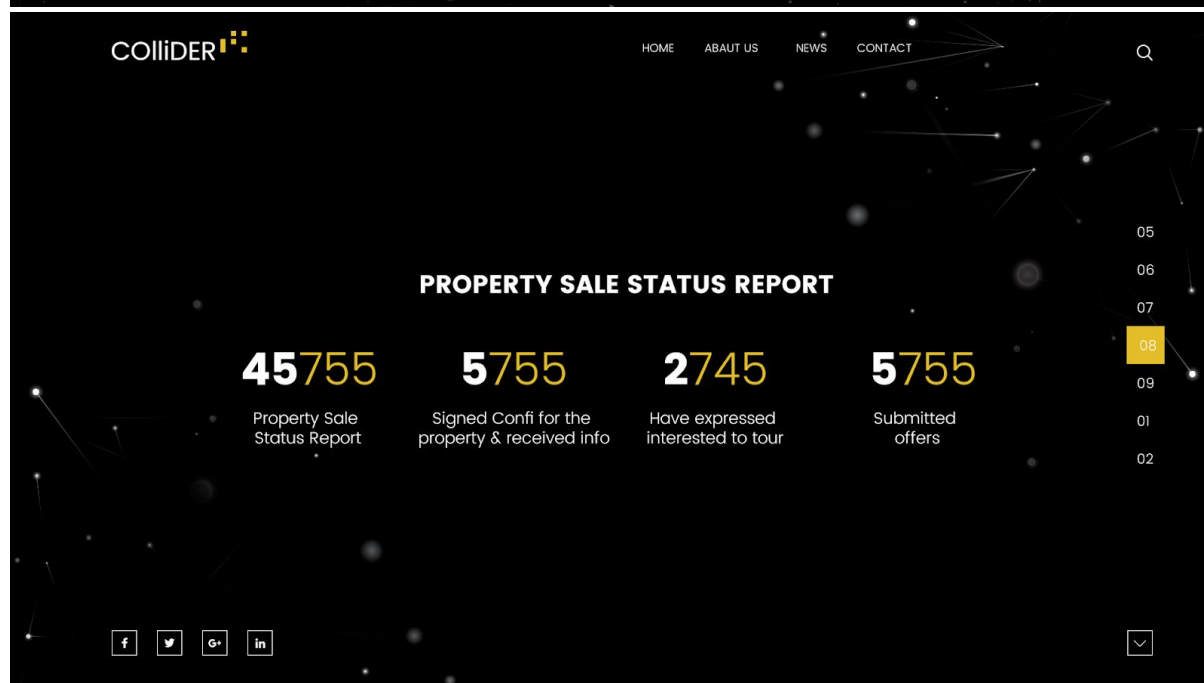 COlliDER
HOME ABAUT US NEWS CONTACT
05
06
07
08
09
01
02
PROPERTY SALE STATUS REPORT
45755
Property Sale
Status Report
5755
Signed Confi for the
property & received info
2745
Have expressed
interested to tour
5755
Submitted
offers
f
G+
in